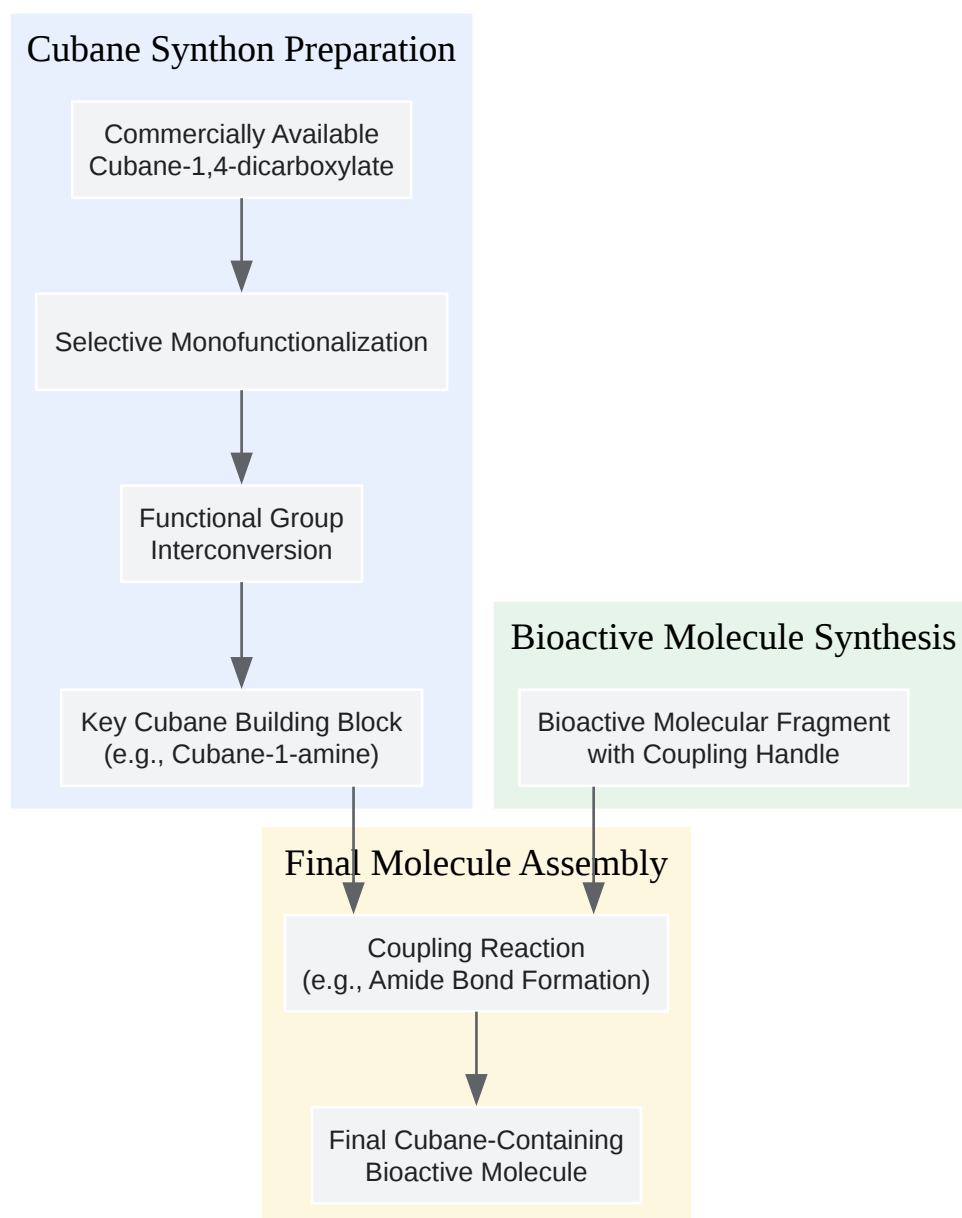 Cubane Synthon Preparation
Commercially Available
Cubane-1,4-dicarboxylate
Selective Monofunctionalization
Functional Group
Interconversion
Key Cubane Building Block
(e.g., Cubane-1-amine)
Bioactive Molecule Synthesis
Bioactive Molecular Fragment
with Coupling Handle
Final Molecule Assembly
Coupling Reaction
(e.g., Amide Bond Formation)
Final Cubane-Containing
Bioactive Molecule